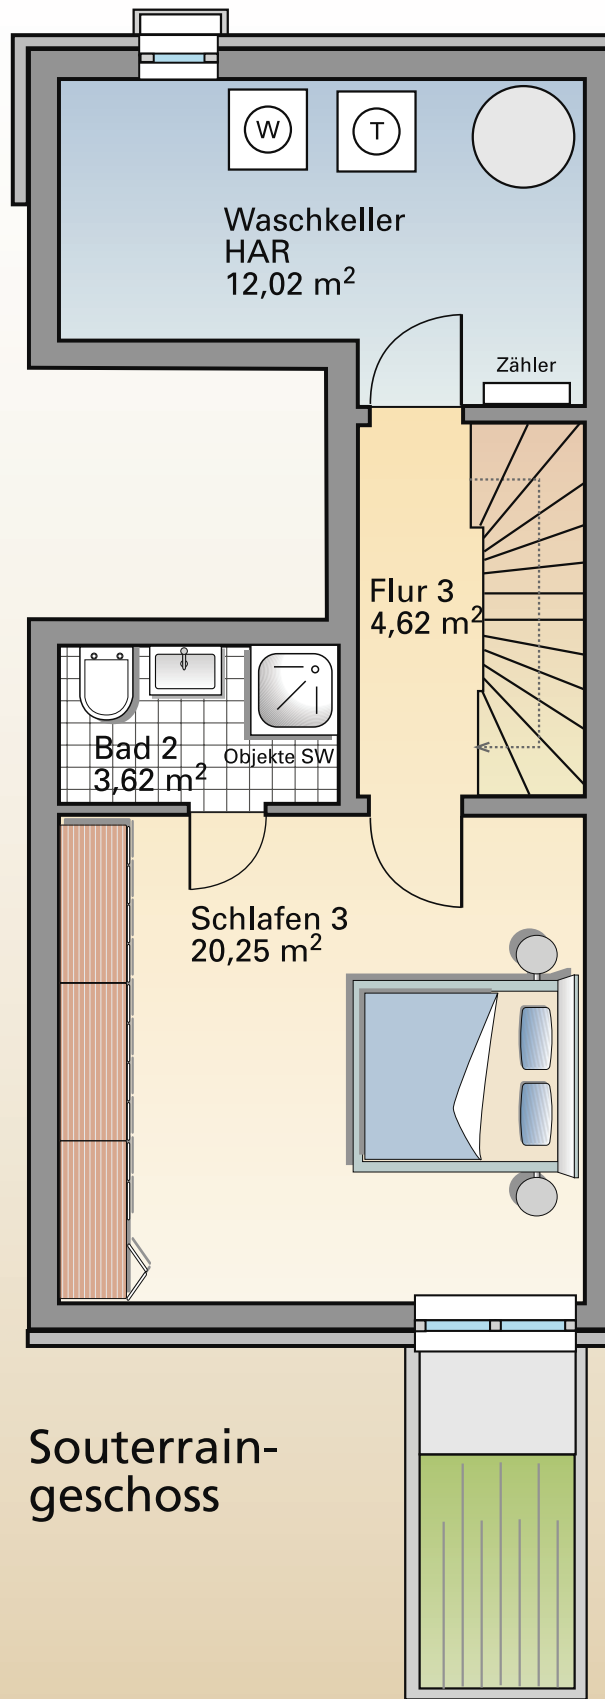 W
T
Waschkeller
HAR
12,02 m²
Zähler
Flur 3
4,62 m²
Bad 2
3,62 m²
Objekte SW
Schlafen 3
20,25 m²
Souterrain-
geschoss